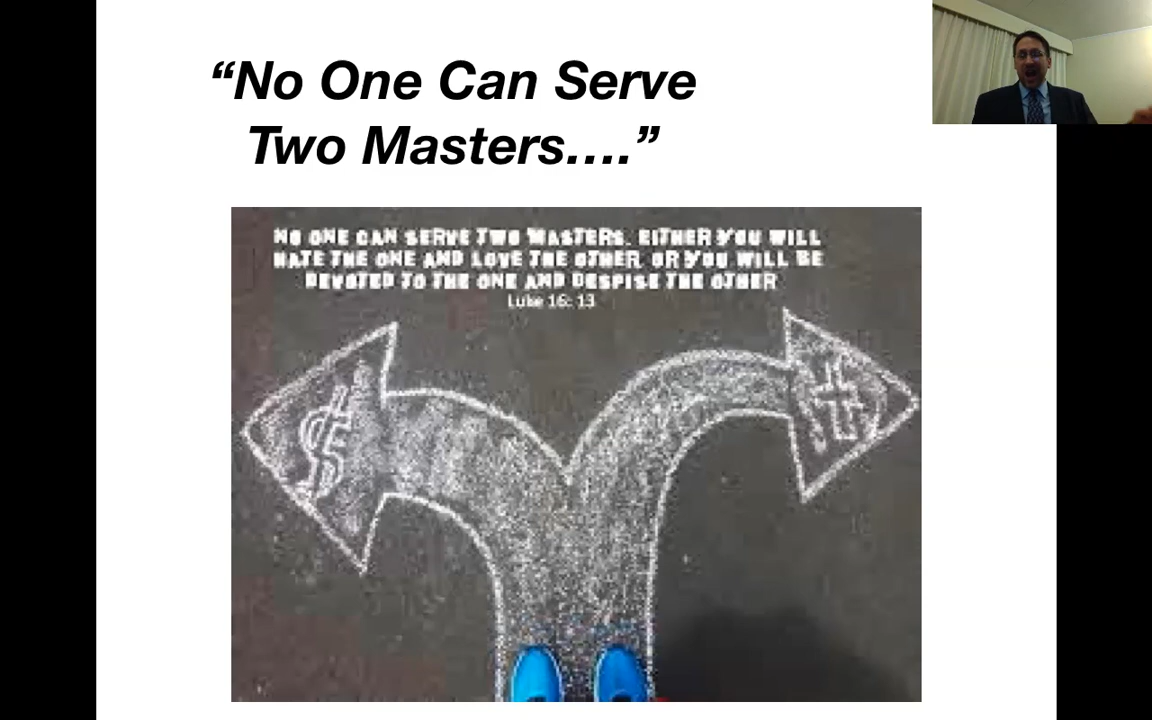 “No One Can Serve
Two Masters....”
NO ONE CAN SERVE TWO MASTERS. EITHER YOU WILL
HATE THE ONE AND LOVE THE OTHER OR YOU WILL BE
DEVOTED TO THE ONE AND DESPISE THE OTHER
Luke 16: 13
$